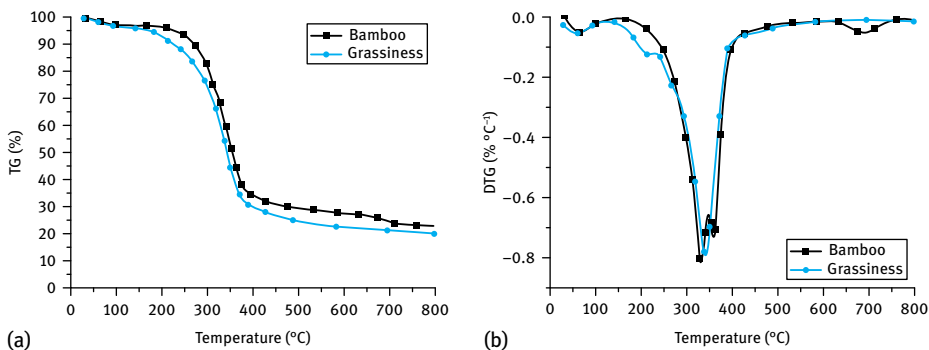 100
90
80
70
60
50
40
30
20
10
0
TG (%)
0 100 200 300 400 500 600 700 800
Temperature (°C)
Bamboo
Grassiness
(a)
0.0
−0.2
−0.4
−0.6
−0.8
DTG (% °C⁻¹)
0 100 200 300 400 500 600 700 800
Temperature (°C)
Bamboo
Grassiness
(b)